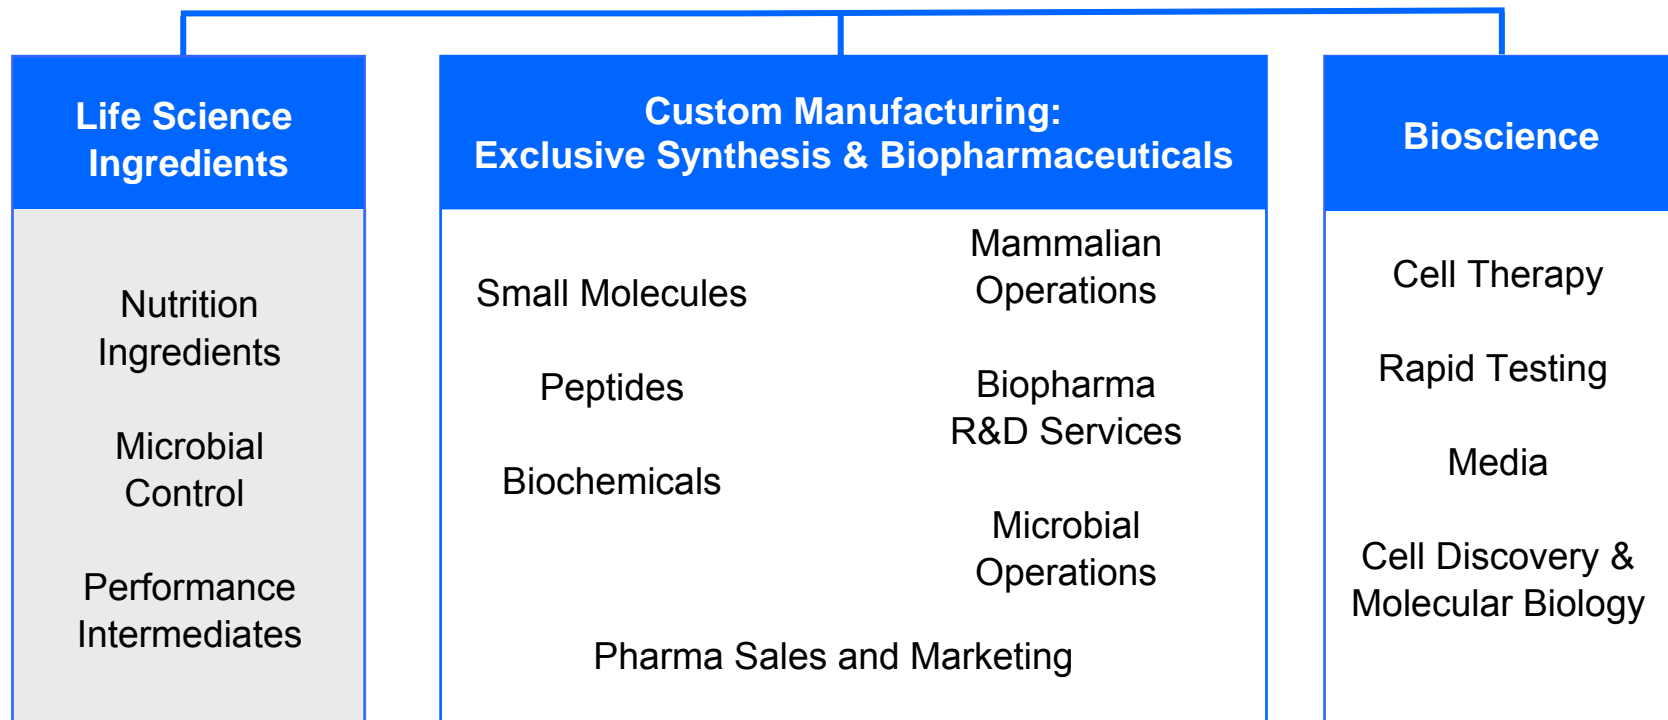 Life Science
Ingredients
Nutrition
Ingredients
Microbial
Control
Performance
Intermediates
Custom Manufacturing:
Exclusive Synthesis & Biopharmaceuticals
Small Molecules
Peptides
Biochemicals
Mammalian
Operations
Biopharma
R&D Services
Microbial
Operations
Pharma Sales and Marketing
Bioscience
Cell Therapy
Rapid Testing
Media
Cell Discovery &
Molecular Biology